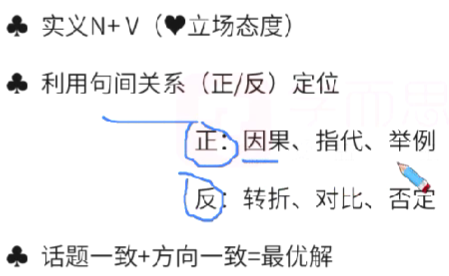 ♣ 实义N+V（♥立场态度）
♣ 利用句间关系（正/反）定位
正：因果、指代、举例
反：转折、对比、否定
♣ 话题一致+方向一致=最优解